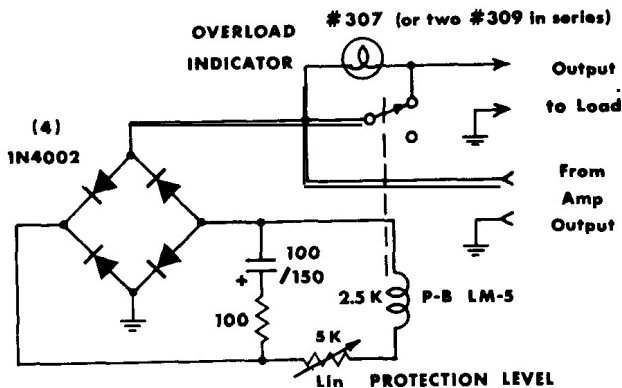 #307 (or two #309 in series)
OVERLOAD
INDICATOR
Output
to Load
(4)
1N4002
From
Amp
Output
100
/150
+
2.5 K
P-B LM-5
100
5 K
Lin PROTECTION LEVEL